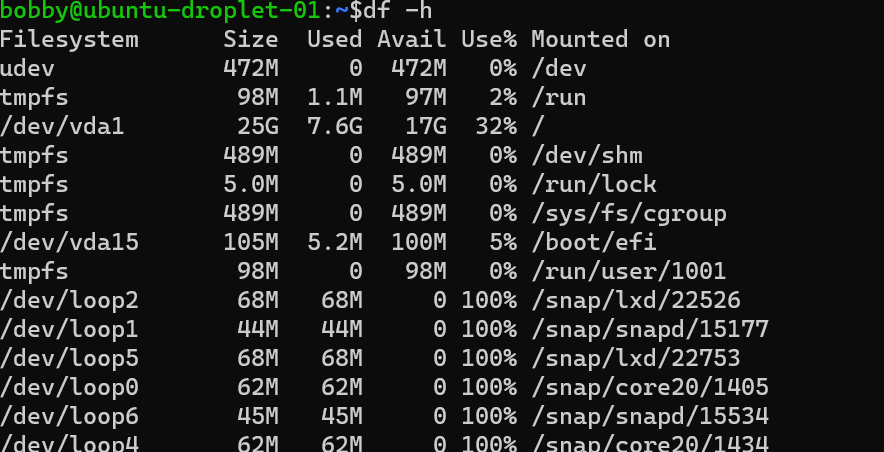 bobby@ubuntu-droplet-01:~$df -h
Filesystem      Size  Used Avail Use% Mounted on
udev            472M     0  472M   0% /dev
tmpfs            98M  1.1M   97M   2% /run
/dev/vda1        25G  7.6G   17G  32% /
tmpfs           489M     0  489M   0% /dev/shm
tmpfs           5.0M     0  5.0M   0% /run/lock
tmpfs           489M     0  489M   0% /sys/fs/cgroup
/dev/vda15      105M  5.2M  100M   5% /boot/efi
tmpfs            98M     0   98M   0% /run/user/1001
/dev/loop2       68M   68M     0 100% /snap/lxd/22526
/dev/loop1       44M   44M     0 100% /snap/snapd/15177
/dev/loop5       68M   68M     0 100% /snap/lxd/22753
/dev/loop0       62M   62M     0 100% /snap/core20/1405
/dev/loop6       45M   45M     0 100% /snap/snapd/15534
/dev/loop4       62M   62M     0 100% /snap/core20/1434